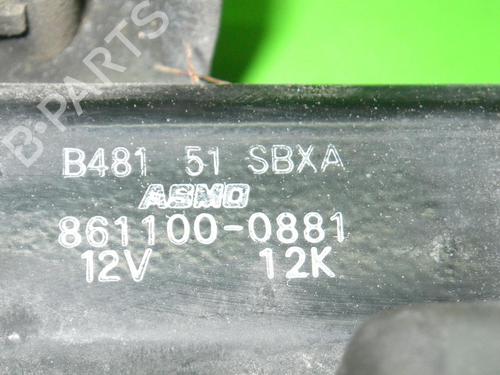 B-PARTS
B481 51 SBXA
ASMO
861100-0881
12V 12K